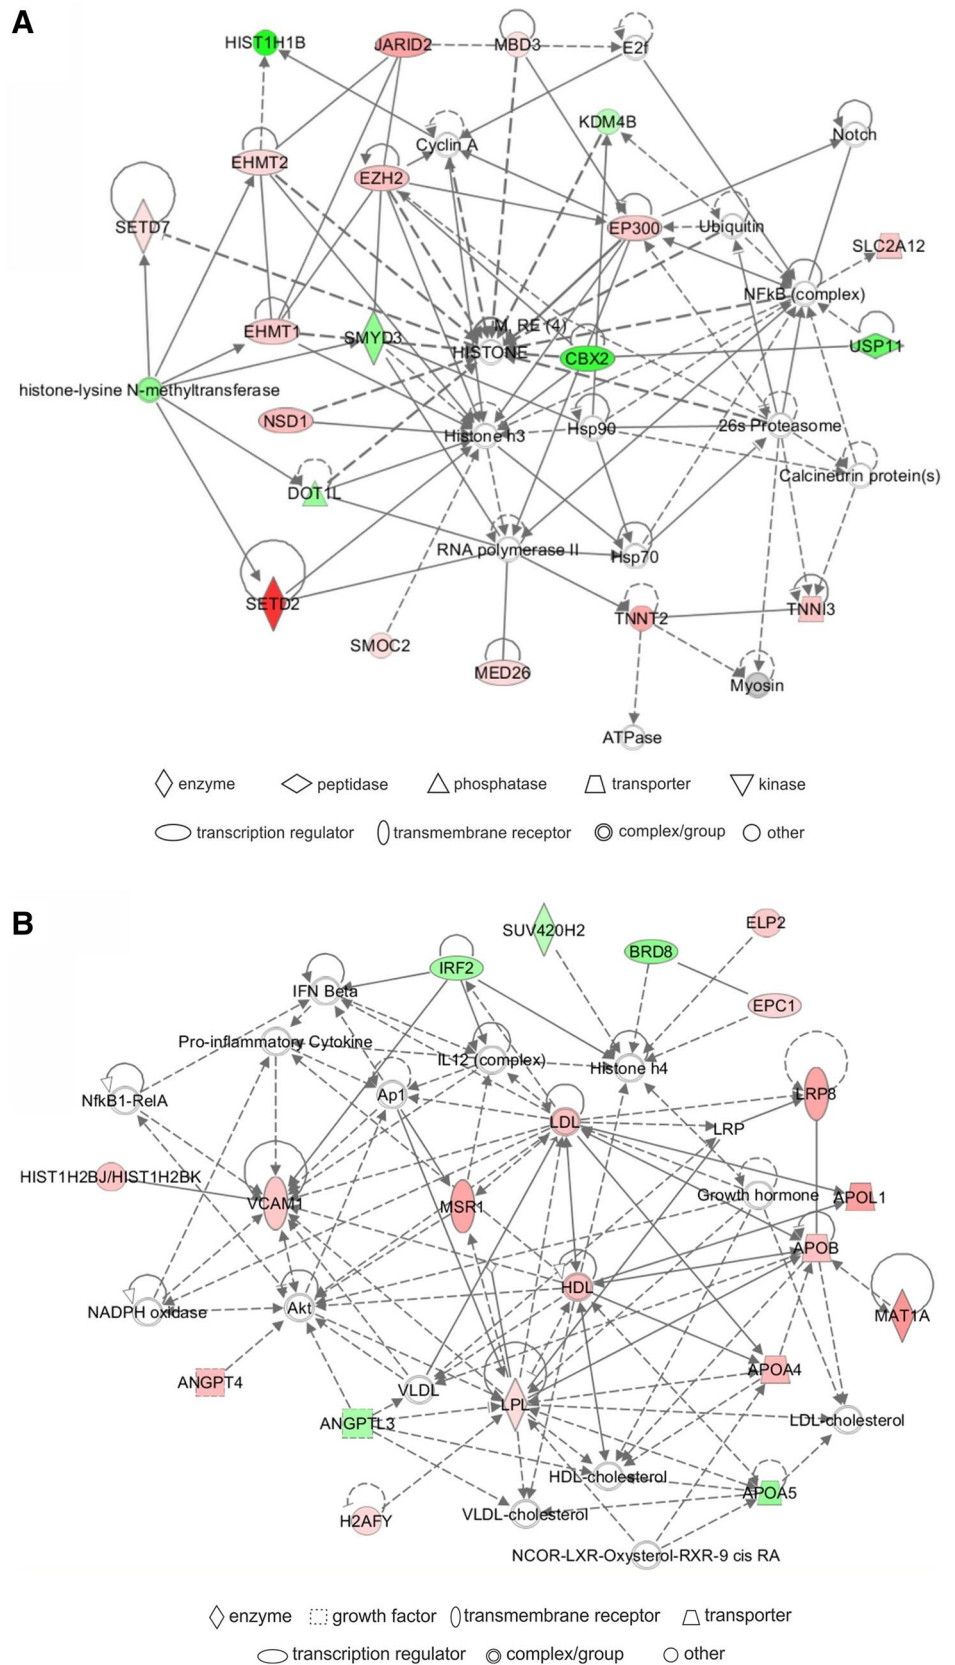 A
HIST1H1B
JARID2
MBD3
E2f
KDM4B
Notch
Cyclin A
EHMT2
EZH2
SETD7
EP300
Ubiquitin
SLC2A12
NFkB (complex)
M, RE (4)
EHMT1
SMYD3
HISTONE
CBX2
USP11
histone-lysine N-methyltransferase
NSD1
Histone h3
Hsp90
26s Proteasome
Calcineurin protein(s)
DOT1L
RNA polymerase II
Hsp70
SETD2
TNNT2
TNNI3
SMOC2
MED26
Myosin
ATPase
enzyme peptidase phosphatase transporter kinase
transcription regulator transmembrane receptor complex/group other
B
SUV420H2
ELP2
BRD8
IRF2
IFN Beta
EPC1
Pro-inflammatory Cytokine
IL12 (complex)
Histone h4
NfkB1-RelA
Ap1
LRP8
LDL
LRP
HIST1H2BJ/HIST1H2BK
VCAM1
MSR1
Growth hormone
APOL1
APOB
HDL
NADPH oxidase
Akt
MAT1A
ANGPT4
VLDL
APOA4
LPL
ANGPTL3
LDL-cholesterol
HDL-cholesterol
APOA5
H2AFY
VLDL-cholesterol
NCOR-LXR-Oxysterol-RXR-9 cis RA
enzyme growth factor transmembrane receptor transporter
transcription regulator complex/group other